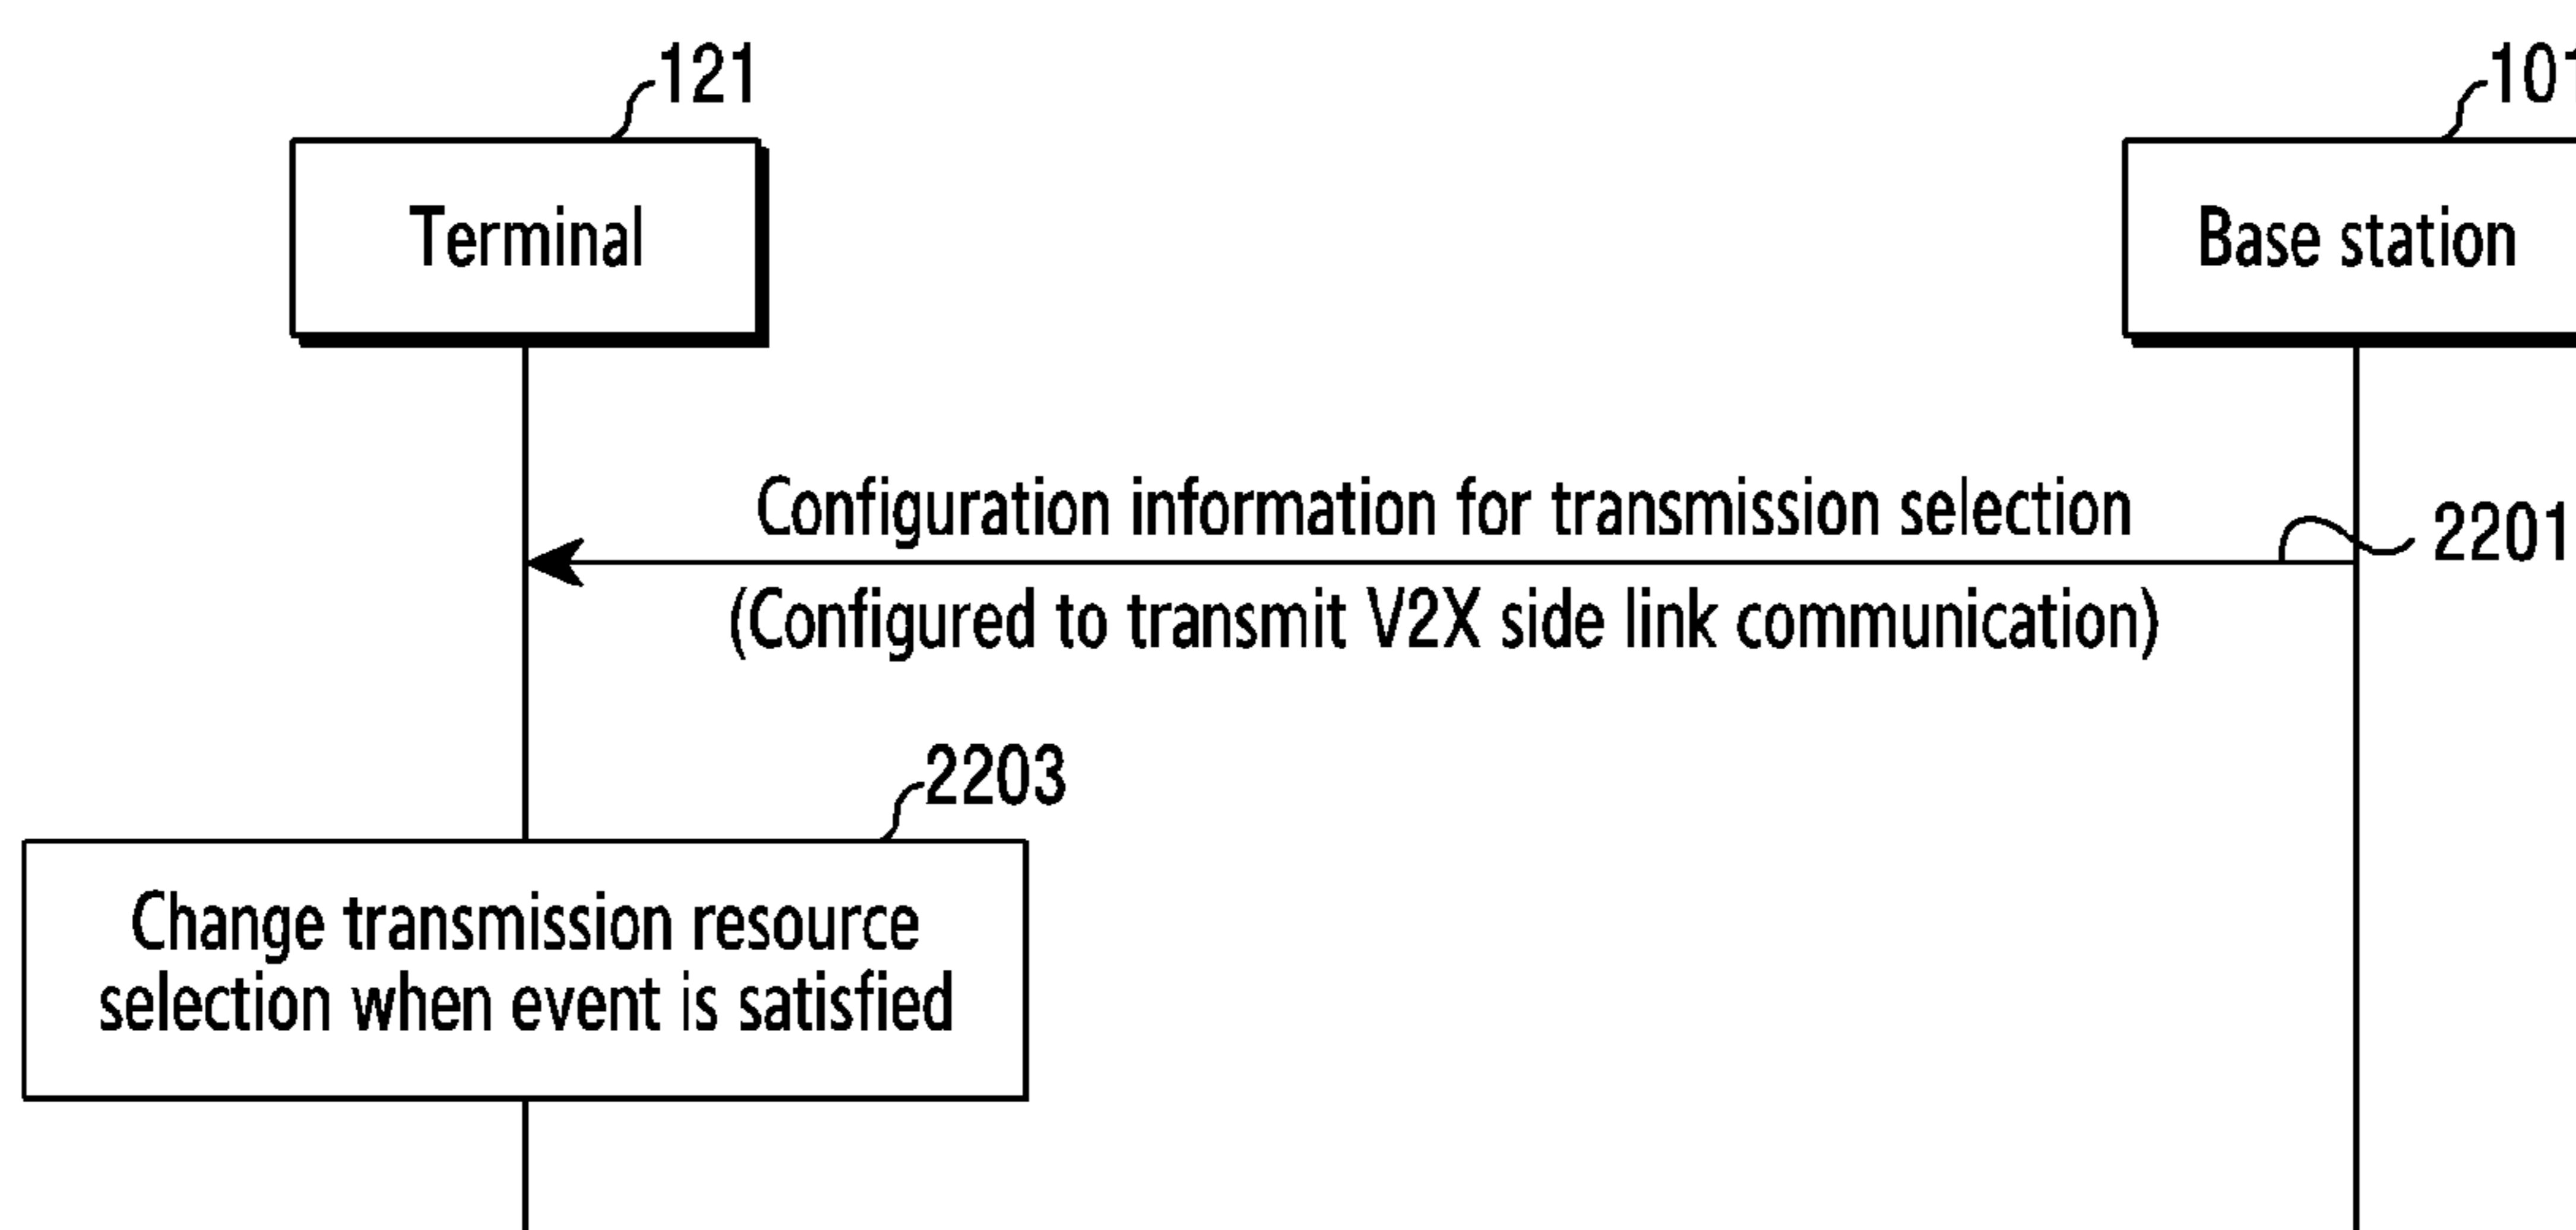 121
101
Terminal
Base station
Configuration information for transmission selection
2201
(Configured to transmit V2X side link communication)
2203
Change transmission resource
selection when event is satisfied